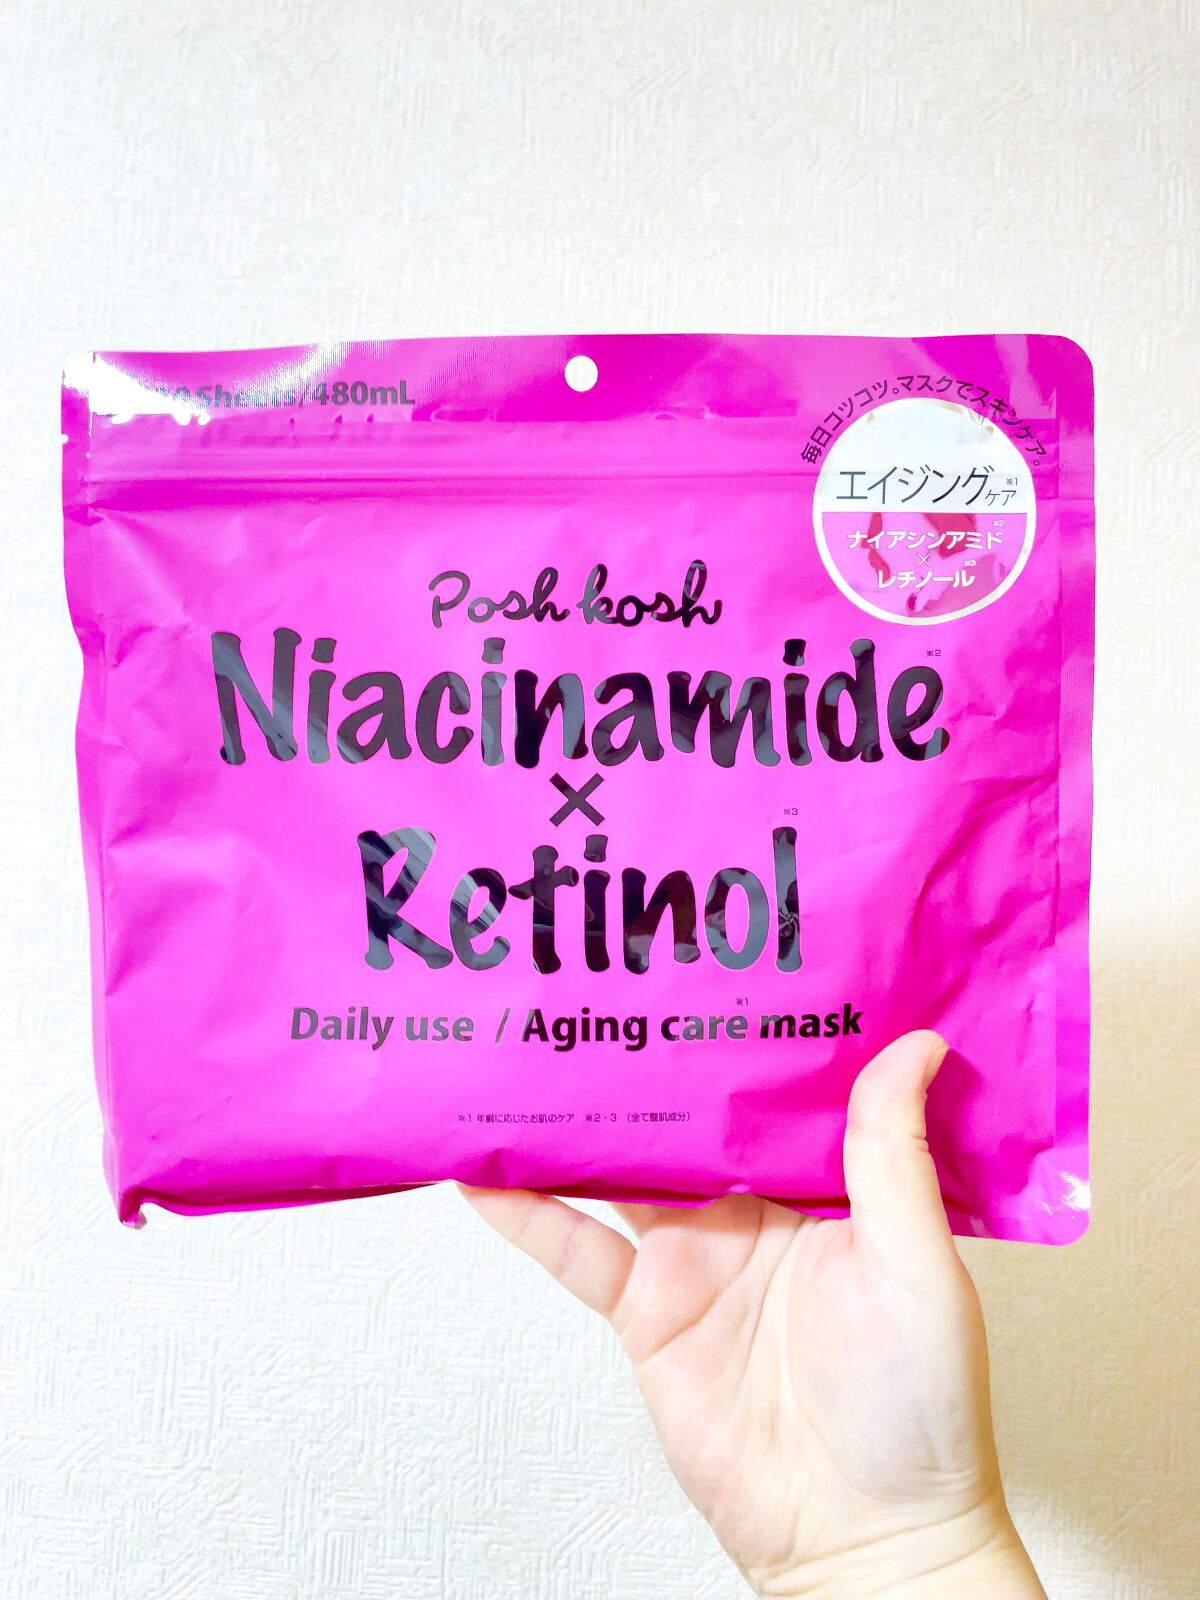 Sheets/480mL
毎日コツコツ。マスクでスキンケア。
エイジングケア※1
ナイアシンアミド※2
×
レチノール※3
Posh kosh
Niacinamide※2
×
Retinol※3
Daily use / Aging care※1 mask
※1 年齢に応じたお肌のケア ※2・3 (全て整肌成分)